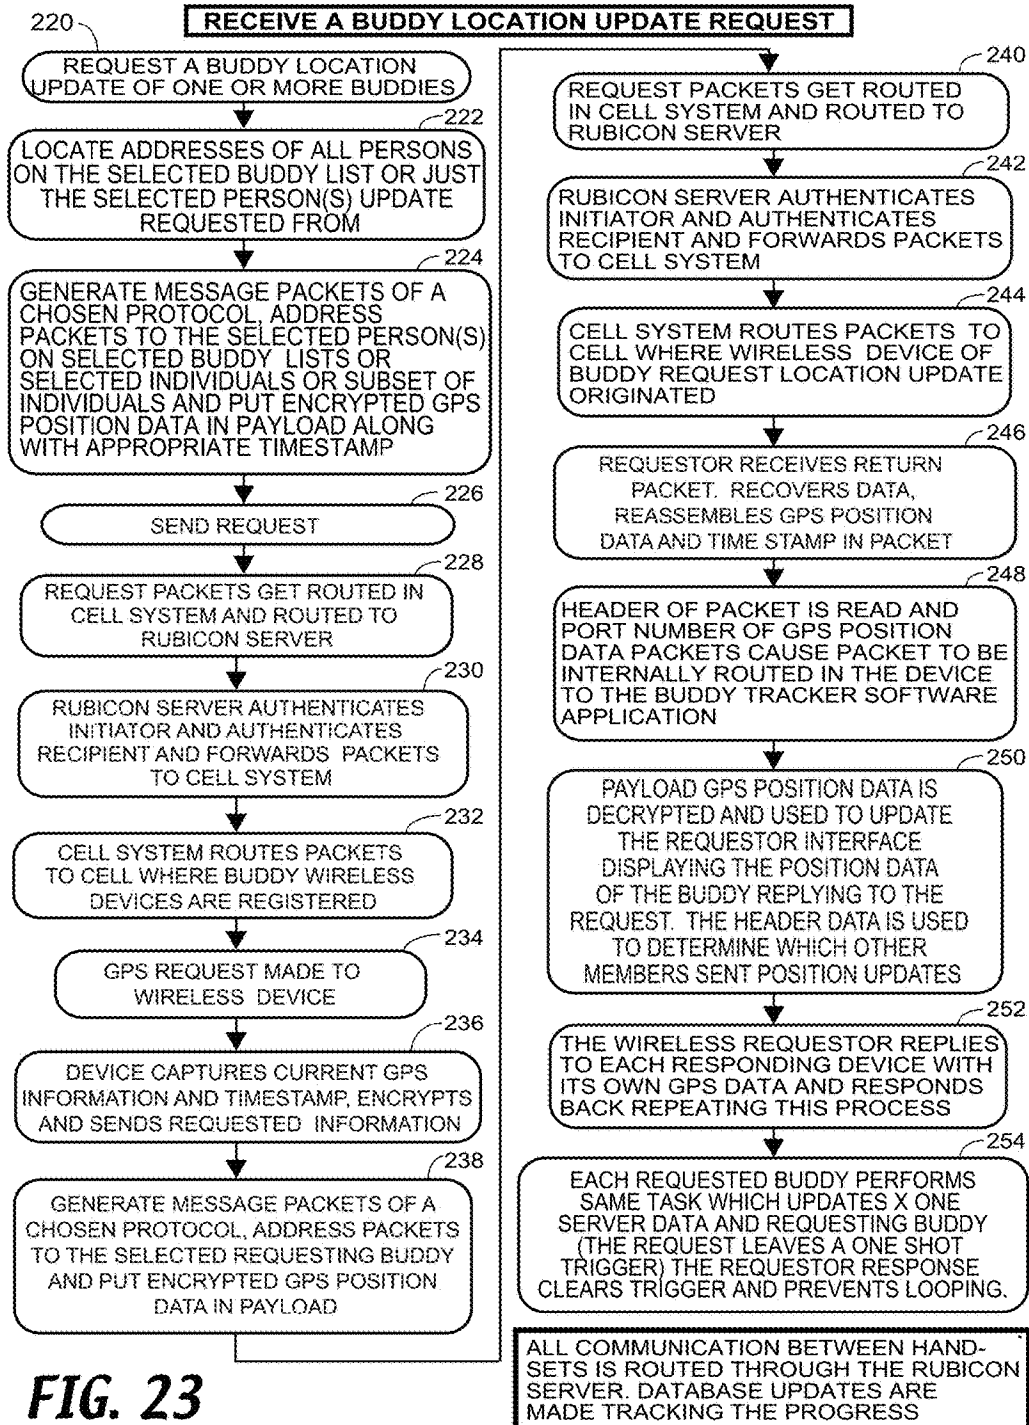 RECEIVE A BUDDY LOCATION UPDATE REQUEST
220
REQUEST A BUDDY LOCATION
UPDATE OF ONE OR MORE BUDDIES
222
LOCATE ADDRESSES OF ALL PERSONS
ON THE SELECTED BUDDY LIST OR JUST
THE SELECTED PERSON(S) UPDATE
REQUESTED FROM
224
GENERATE MESSAGE PACKETS OF A
CHOSEN PROTOCOL, ADDRESS
PACKETS TO THE SELECTED PERSON(S)
ON SELECTED BUDDY LISTS OR
SELECTED INDIVIDUALS OR SUBSET OF
INDIVIDUALS AND PUT ENCRYPTED GPS
POSITION DATA IN PAYLOAD ALONG
WITH APPROPRIATE TIMESTAMP
226
SEND REQUEST
228
REQUEST PACKETS GET ROUTED IN
CELL SYSTEM AND ROUTED TO
RUBICON SERVER
230
RUBICON SERVER AUTHENTICATES
INITIATOR AND AUTHENTICATES
RECIPIENT AND FORWARDS PACKETS
TO CELL SYSTEM
232
CELL SYSTEM ROUTES PACKETS
TO CELL WHERE BUDDY WIRELESS
DEVICES ARE REGISTERED
234
GPS REQUEST MADE TO
WIRELESS DEVICE
236
DEVICE CAPTURES CURRENT GPS
INFORMATION AND TIMESTAMP, ENCRYPTS
AND SENDS REQUESTED INFORMATION
238
GENERATE MESSAGE PACKETS OF A
CHOSEN PROTOCOL, ADDRESS PACKETS
TO THE SELECTED REQUESTING BUDDY
AND PUT ENCRYPTED GPS POSITION
DATA IN PAYLOAD
240
REQUEST PACKETS GET ROUTED
IN CELL SYSTEM AND ROUTED TO
RUBICON SERVER
242
RUBICON SERVER AUTHENTICATES
INITIATOR AND AUTHENTICATES
RECIPIENT AND FORWARDS PACKETS
TO CELL SYSTEM
244
CELL SYSTEM ROUTES PACKETS TO
CELL WHERE WIRELESS DEVICE OF
BUDDY REQUEST LOCATION UPDATE
ORIGINATED
246
REQUESTOR RECEIVES RETURN
PACKET. RECOVERS DATA,
REASSEMBLES GPS POSITION
DATA AND TIME STAMP IN PACKET
248
HEADER OF PACKET IS READ AND
PORT NUMBER OF GPS POSITION
DATA PACKETS CAUSE PACKET TO BE
INTERNALLY ROUTED IN THE DEVICE
TO THE BUDDY TRACKER SOFTWARE
APPLICATION
250
PAYLOAD GPS POSITION DATA IS
DECRYPTED AND USED TO UPDATE
THE REQUESTOR INTERFACE
DISPLAYING THE POSITION DATA
OF THE BUDDY REPLYING TO THE
REQUEST. THE HEADER DATA IS USED
TO DETERMINE WHICH OTHER
MEMBERS SENT POSITION UPDATES
252
THE WIRELESS REQUESTOR REPLIES
TO EACH RESPONDING DEVICE WITH
ITS OWN GPS DATA AND RESPONDS
BACK REPEATING THIS PROCESS
254
EACH REQUESTED BUDDY PERFORMS
SAME TASK WHICH UPDATES X ONE
SERVER DATA AND REQUESTING BUDDY
(THE REQUEST LEAVES A ONE SHOT
TRIGGER) THE REQUESTOR RESPONSE
CLEARS TRIGGER AND PREVENTS LOOPING.
ALL COMMUNICATION BETWEEN HAND-
SETS IS ROUTED THROUGH THE RUBICON
SERVER. DATABASE UPDATES ARE
MADE TRACKING THE PROGRESS
FIG. 23